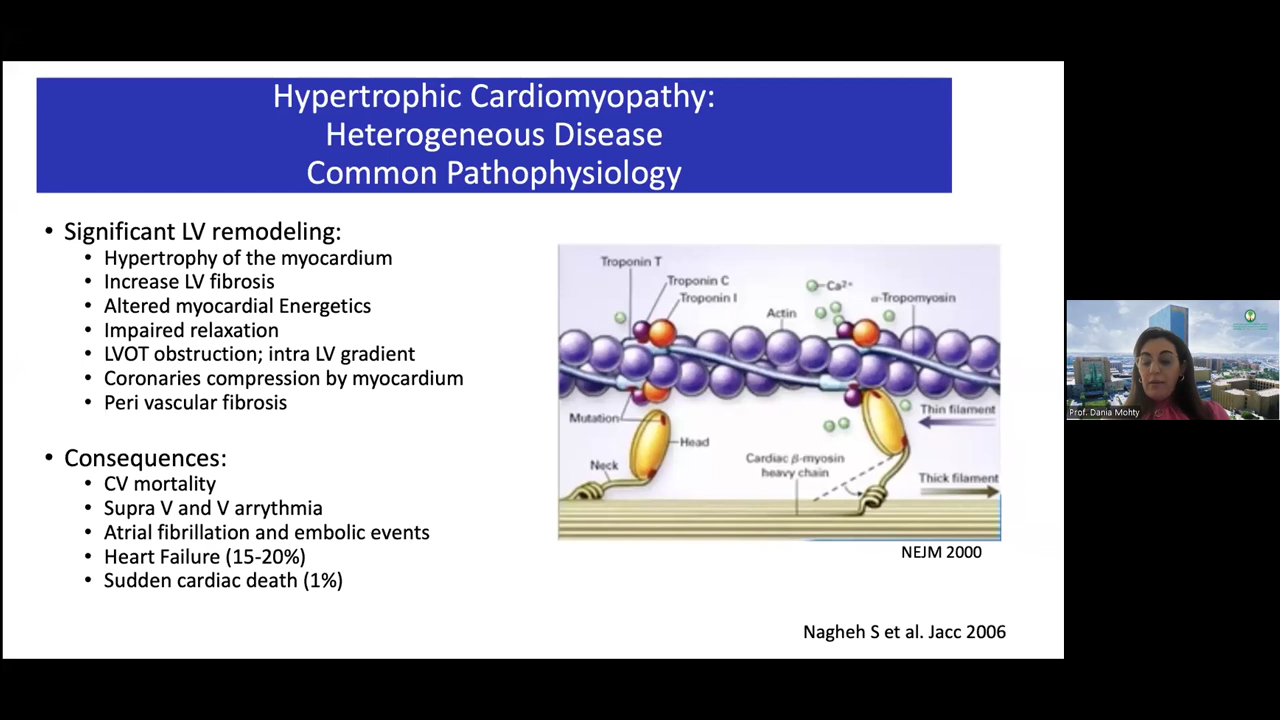 Hypertrophic Cardiomyopathy:
Heterogeneous Disease
Common Pathophysiology
• Significant LV remodeling:
• Hypertrophy of the myocardium
• Increase LV fibrosis
• Altered myocardial Energetics
• Impaired relaxation
• LVOT obstruction; intra LV gradient
• Coronaries compression by myocardium
• Peri vascular fibrosis
• Consequences:
• CV mortality
• Supra V and V arrythmia
• Atrial fibrillation and embolic events
• Heart Failure (15-20%)
• Sudden cardiac death (1%)
Troponin T
Troponin C
Troponin I
Ca²⁺
α-Tropomyosin
Actin
Mutation
Head
Neck
Thin filament
Cardiac β-myosin
heavy chain
Thick filament
NEJM 2000
Nagheh S et al. Jacc 2006
Prof. Dania Mohty